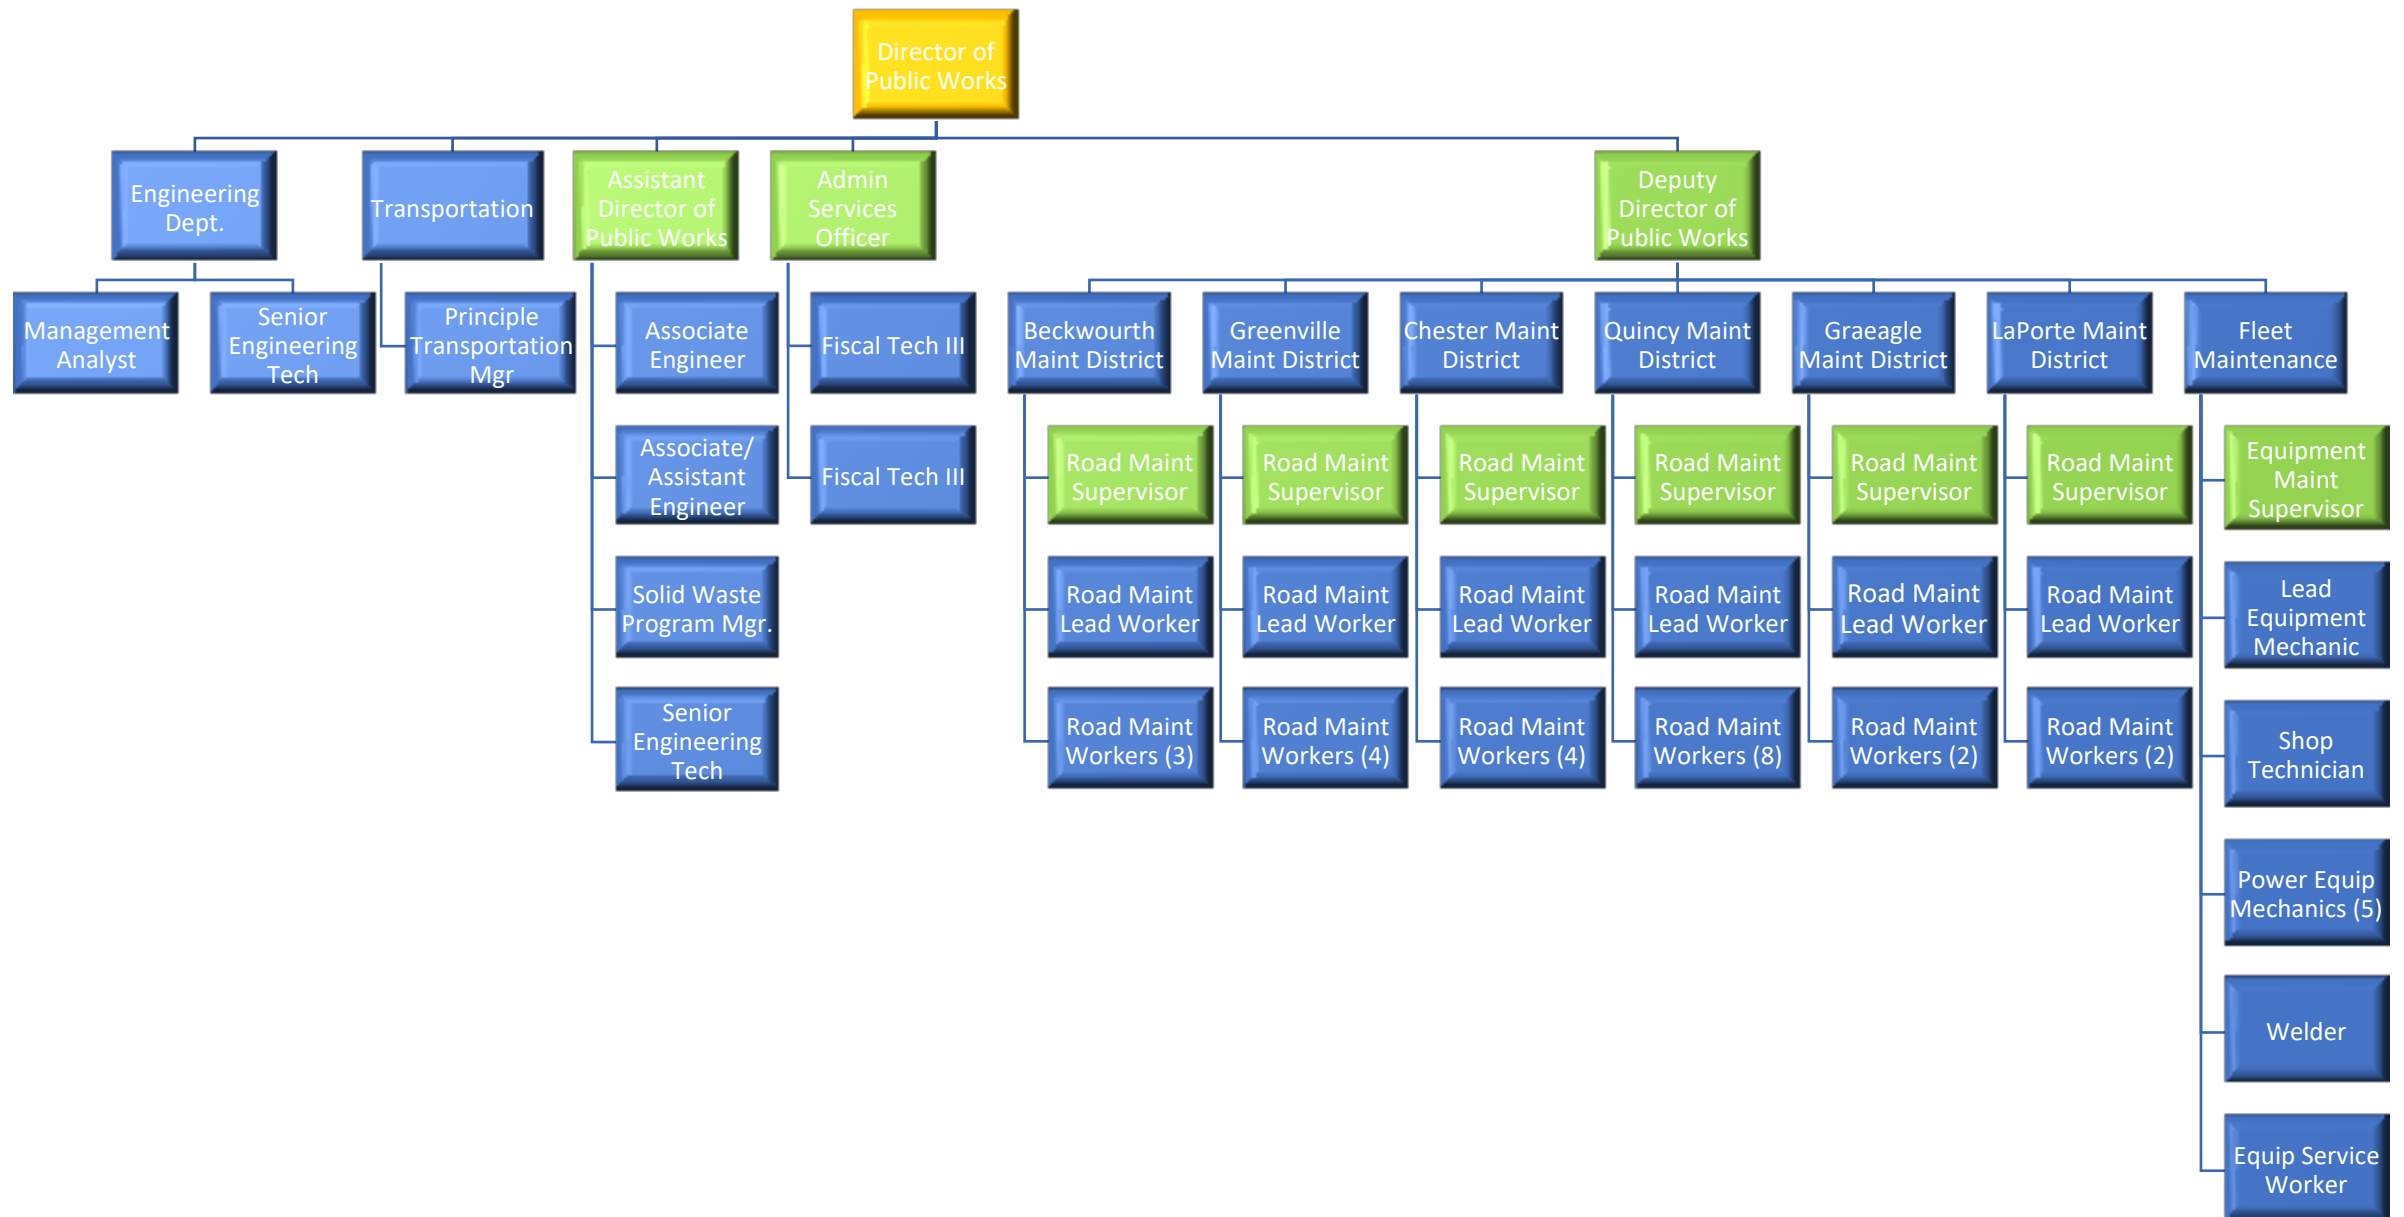 Director of
Public Works
Engineering
Dept.
Transportation
Assistant
Director of
Public Works
Admin
Services
Officer
Deputy
Director of
Public Works
Management
Analyst
Senior
Engineering
Tech
Principle
Transportation
Mgr
Associate
Engineer
Fiscal Tech III
Beckwourth
Maint District
Greenville
Maint District
Chester Maint
District
Quincy Maint
District
Graeagle
Maint District
LaPorte Maint
District
Fleet
Maintenance
Associate/
Assistant
Engineer
Fiscal Tech III
Road Maint
Supervisor
Road Maint
Supervisor
Road Maint
Supervisor
Road Maint
Supervisor
Road Maint
Supervisor
Road Maint
Supervisor
Equipment
Maint
Supervisor
Solid Waste
Program Mgr.
Road Maint
Lead Worker
Road Maint
Lead Worker
Road Maint
Lead Worker
Road Maint
Lead Worker
Road Maint
Lead Worker
Road Maint
Lead Worker
Lead
Equipment
Mechanic
Senior
Engineering
Tech
Road Maint
Workers (3)
Road Maint
Workers (4)
Road Maint
Workers (4)
Road Maint
Workers (8)
Road Maint
Workers (2)
Road Maint
Workers (2)
Shop
Technician
Power Equip
Mechanics (5)
Welder
Equip Service
Worker